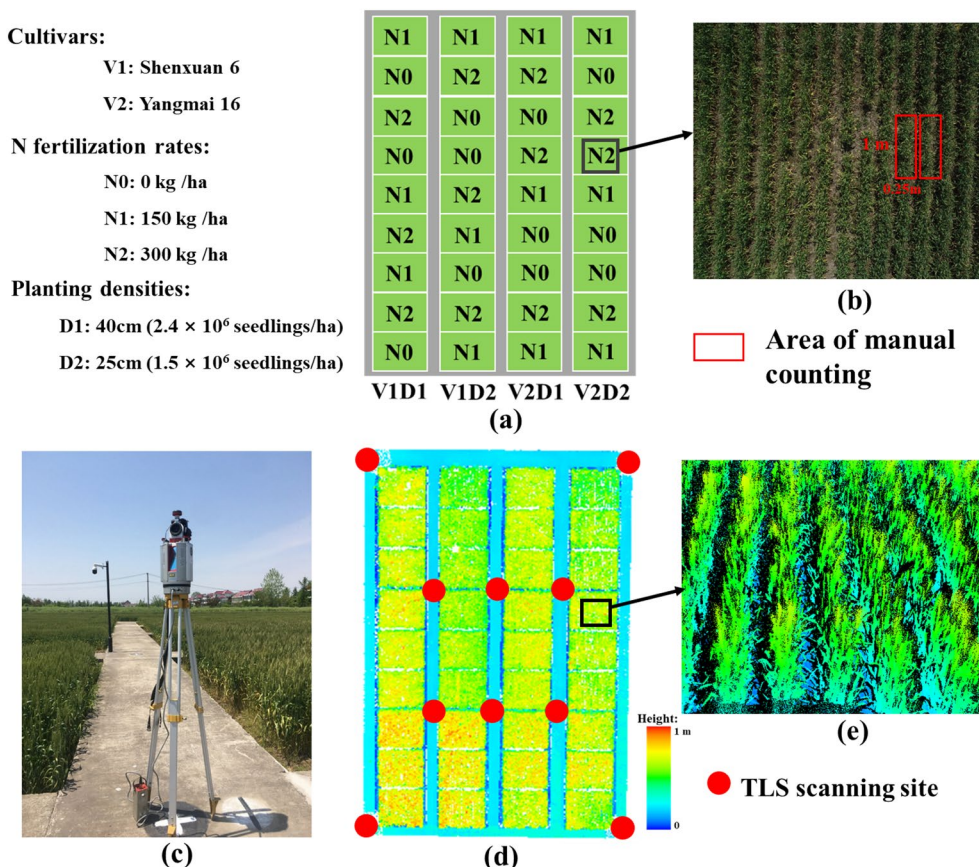 Cultivars:
V1: Shenxuan 6
V2: Yangmai 16
N fertilization rates:
N0: 0 kg /ha
N1: 150 kg /ha
N2: 300 kg /ha
Planting densities:
D1: 40cm (2.4 × 10⁶ seedlings/ha)
D2: 25cm (1.5 × 10⁶ seedlings/ha)
N1 N1 N1 N1
N0 N2 N2 N0
N2 N0 N0 N2
N0 N0 N2 N2
N1 N2 N1 N1
N2 N1 N0 N0
N1 N0 N0 N0
N2 N2 N2 N2
N0 N1 N1 N1
V1D1 V1D2 V2D1 V2D2
(a)
1 m
0.25m
(b)
Area of manual
counting
(c)
Height:
1 m
0
(d)
(e)
TLS scanning site